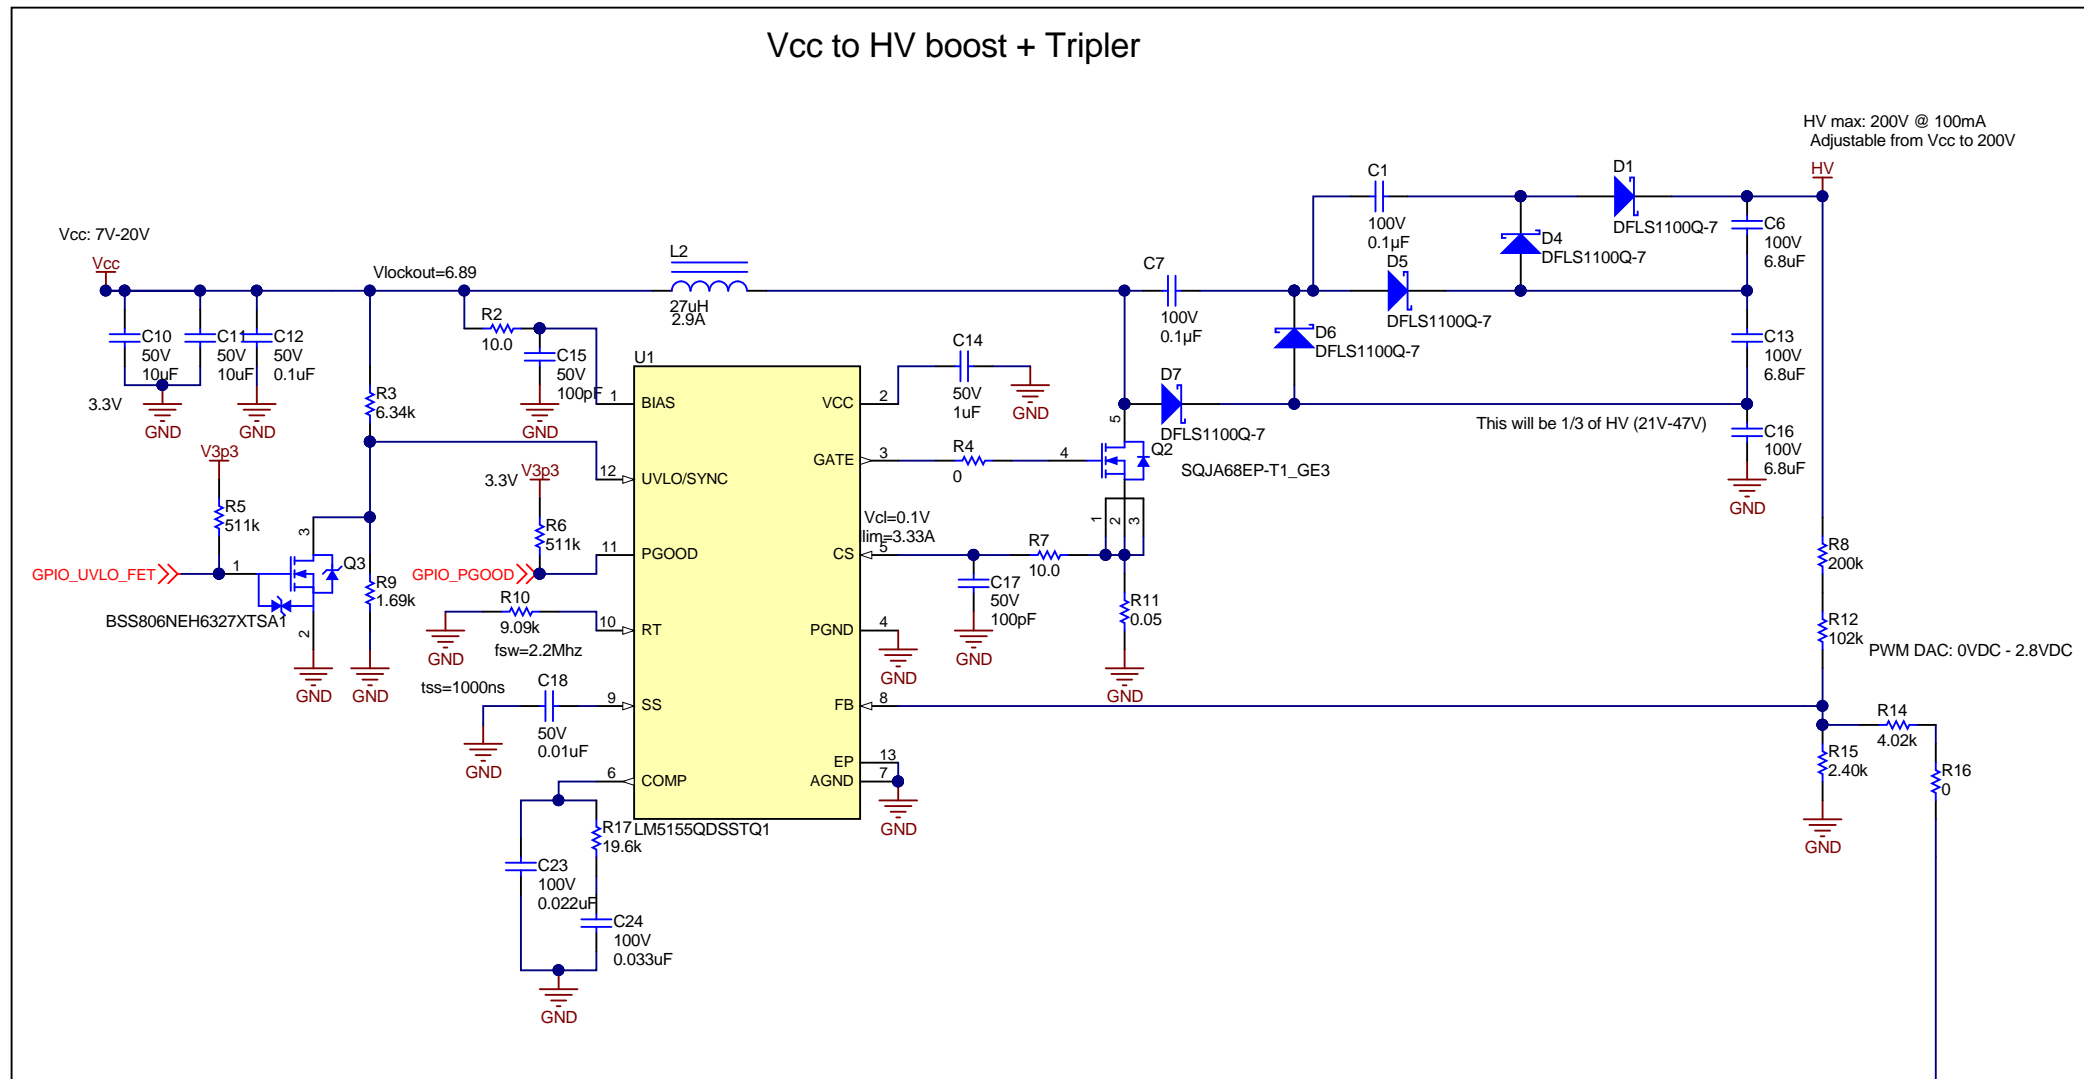 Vcc to HV boost + Tripler
HV max: 200V @ 100mA
Adjustable from Vcc to 200V
HV
C1
100V
0.1µF
D1
DFLS1100Q-7
C6
100V
6.8uF
D4
DFLS1100Q-7
Vcc: 7V-20V
Vcc
Vlockout=6.89
L2
27uH
2.9A
C7
100V
0.1µF
D5
DFLS1100Q-7
D6
DFLS1100Q-7
C13
100V
6.8uF
C10
50V
10uF
C11
50V
10uF
C12
50V
0.1uF
GND
GND
3.3V
R2
10.0
C15
50V
100pF
GND
R3
6.34k
U1
C14
50V
1uF
GND
D7
DFLS1100Q-7
This will be 1/3 of HV (21V-47V)
C16
100V
6.8uF
GND
1
BIAS
VCC
2
5
Q2
SQJA68EP-T1_GE3
GATE
3
R4
0
4
1
2
3
V3p3
R5
511k
3.3V
V3p3
R6
511k
12
UVLO/SYNC
Vcl=0.1V
Ilim=3.33A
11
PGOOD
CS
5
R7
10.0
GPIO_UVLO_FET
1
3
Q3
2
BSS806NEH6327XTSA1
GND
R9
1.69k
GND
GPIO_PGOOD
C17
50V
100pF
GND
R11
0.05
GND
R8
200k
R12
102k
PWM DAC: 0VDC - 2.8VDC
R10
9.09k
GND
fsw=2.2Mhz
10
RT
PGND
4
GND
tss=1000ns
C18
50V
0.01uF
GND
9
SS
FB
8
R14
4.02k
R15
2.40k
GND
R16
0
6
COMP
EP
13
AGND
7
GND
LM5155QDSSTQ1
R17
19.6k
C23
100V
0.022uF
C24
100V
0.033uF
GND